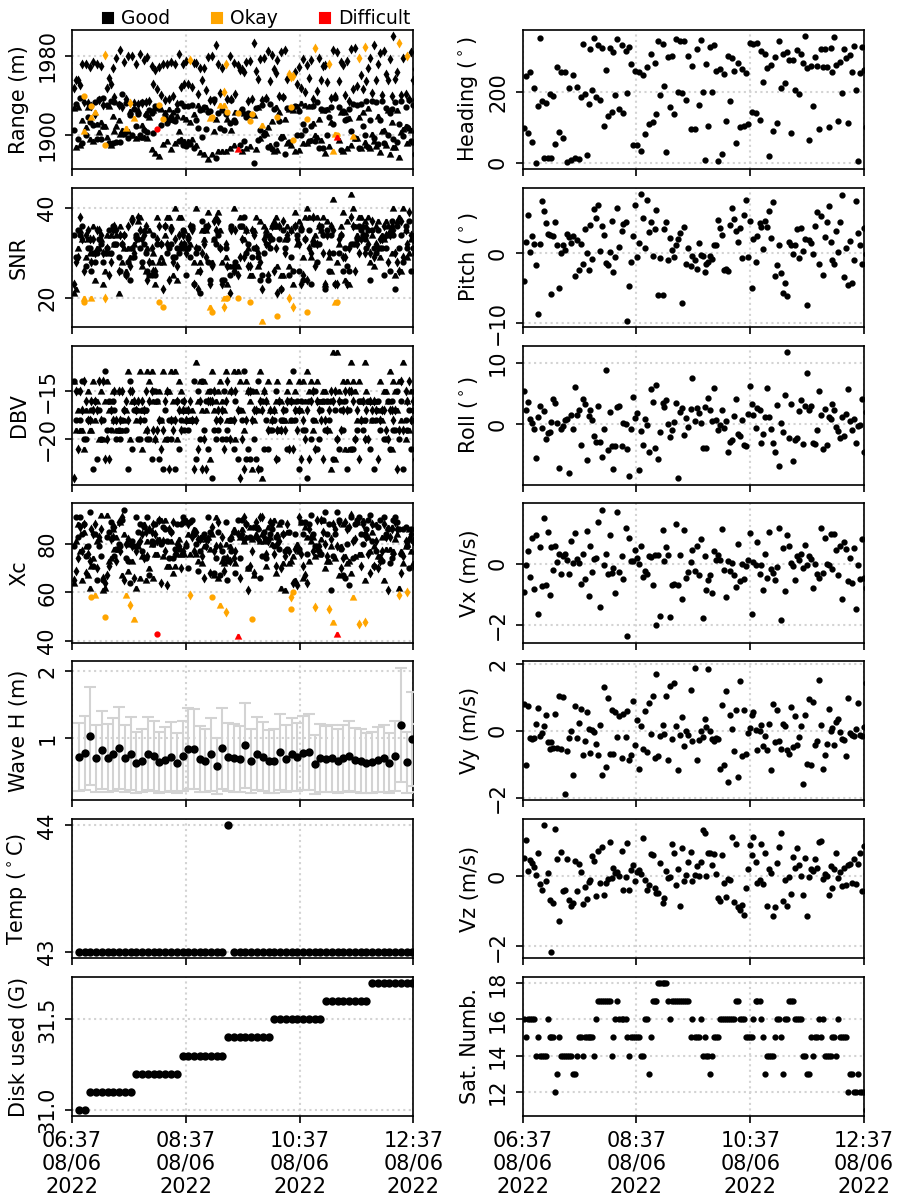 Good Okay Difficult
Range (m)
1980
1900
Heading (°)
200
0
SNR
40
20
Pitch (°)
0
−10
DBV
−15
−20
Roll (°)
10
0
Xc
80
60
40
Vx (m/s)
0
−2
Wave H (m)
2
1
Vy (m/s)
2
0
−2
Temp (°C)
44
43
Vz (m/s)
0
−2
Disk used (G)
31.5
31.0
Sat. Numb.
18
16
14
12
06:37 08:37 10:37 12:37 06:37 08:37 10:37 12:37
08/06 08/06 08/06 08/06 08/06 08/06 08/06 08/06
2022 2022 2022 2022 2022 2022 2022 2022